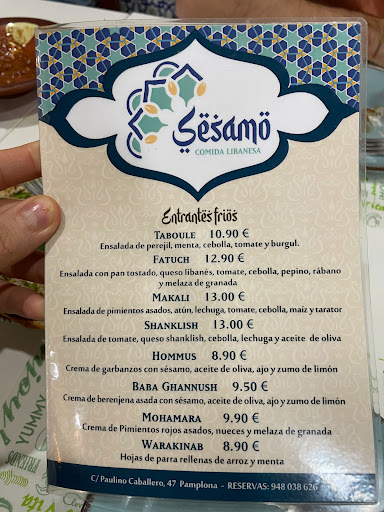 Sësamö
COMIDA LIBANESA
Entrantes fríos
TABOULE 10.90 €
Ensalada de perejil, menta, cebolla, tomate y burgul.
FATUCH 12.90 €
Ensalada con pan tostado, queso libanés, tomate, cebolla, pepino, rábano
y melaza de granada
MAKALI 13.00 €
Ensalada de pimientos asados, atún, lechuga, tomate, cebolla, maíz y tarator
SHANKLISH 13.00 €
Ensalada de tomate, queso shanklish, cebolla, lechuga y aceite de oliva
HOMMUS 8.90 €
Crema de garbanzos con sésamo, aceite de oliva, ajo y zumo de limón
BABA GHANNUSH 9.50 €
Crema de berenjena asada con sésamo, aceite de oliva, ajo y zumo de limón
MOHAMARA 9.90 €
Crema de Pimientos rojos asados, nueces y melaza de granada
WARAKINAB 8.90 €
Hojas de parra rellenas de arroz y menta
C/ Paulino Caballero, 47 Pamplona - RESERVAS: 948 038 626
YUMMY
FRIENDS
Vita